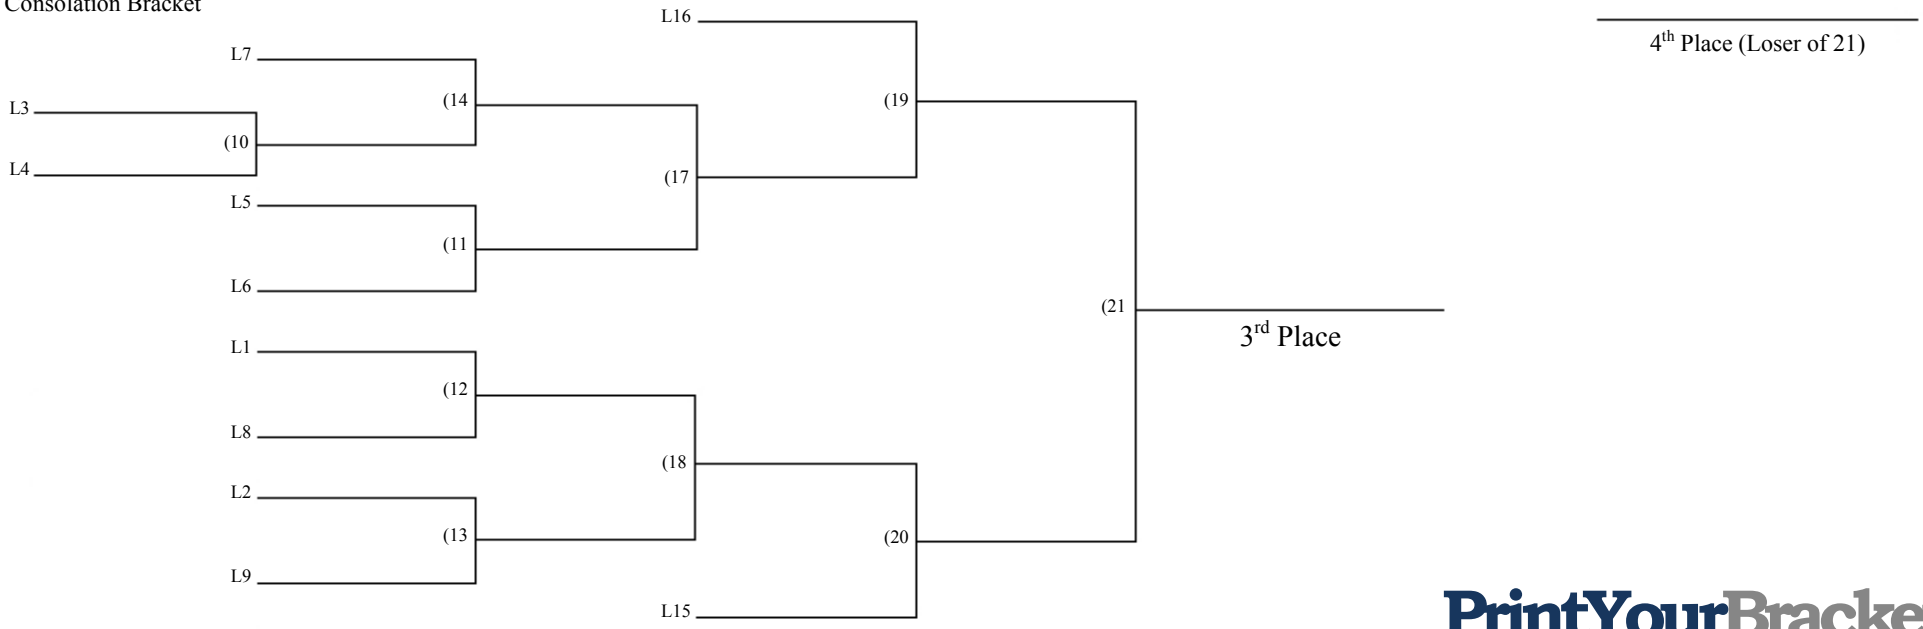 Consolation Bracket
L16
4th Place (Loser of 21)
L7
(14
(19
L3
(10
L4
(17
L5
(11
L6
(21
3rd Place
L1
(12
L8
(18
L2
(13
(20
L9
L15
PrintYourBracke